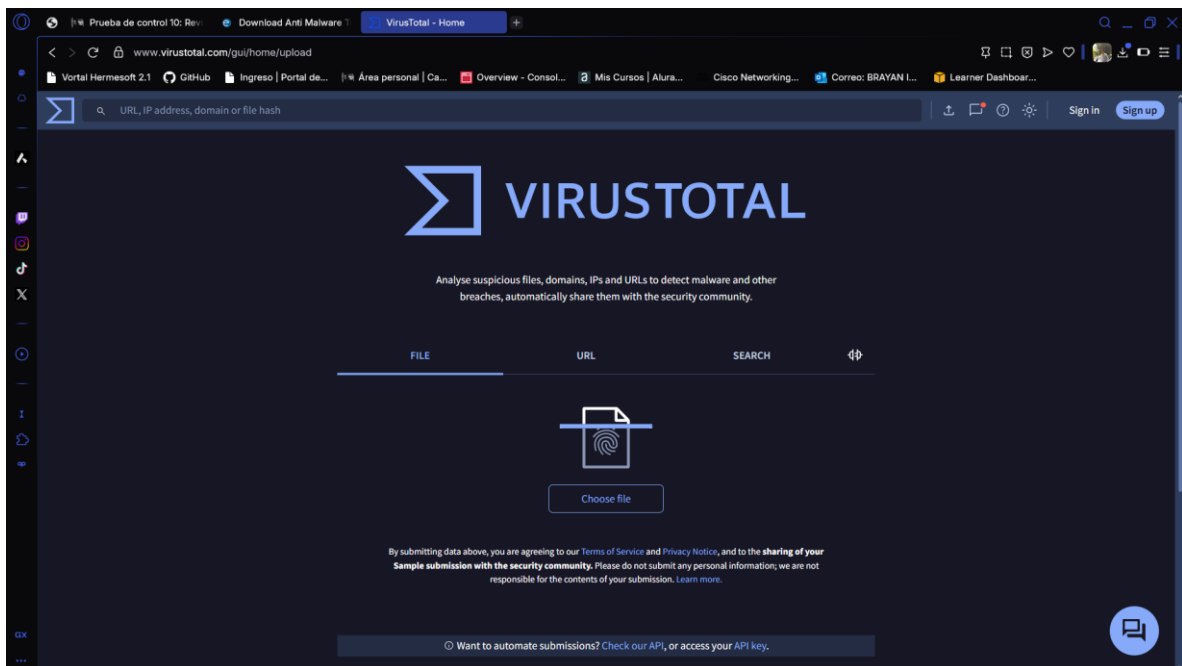 Prueba de control 10: Rev
Download Anti Malware T
VirusTotal - Home
www.virustotal.com/gui/home/upload
Vortal Hermesoft 2.1
GitHub
Ingreso | Portal de...
Área personal | Ca...
Overview - Consol...
Mis Cursos | Alura...
Cisco Networking...
Correo: BRAYAN I...
Learner Dashboar...
URL, IP address, domain or file hash
Sign in
Sign up
VIRUSTOTAL
Analyse suspicious files, domains, IPs and URLs to detect malware and other
breaches, automatically share them with the security community.
FILE
URL
SEARCH
Choose file
By submitting data above, you are agreeing to our Terms of Service and Privacy Notice, and to the sharing of your
Sample submission with the security community. Please do not submit any personal information; we are not
responsible for the contents of your submission. Learn more.
Want to automate submissions? Check our API, or access your API key.
GX